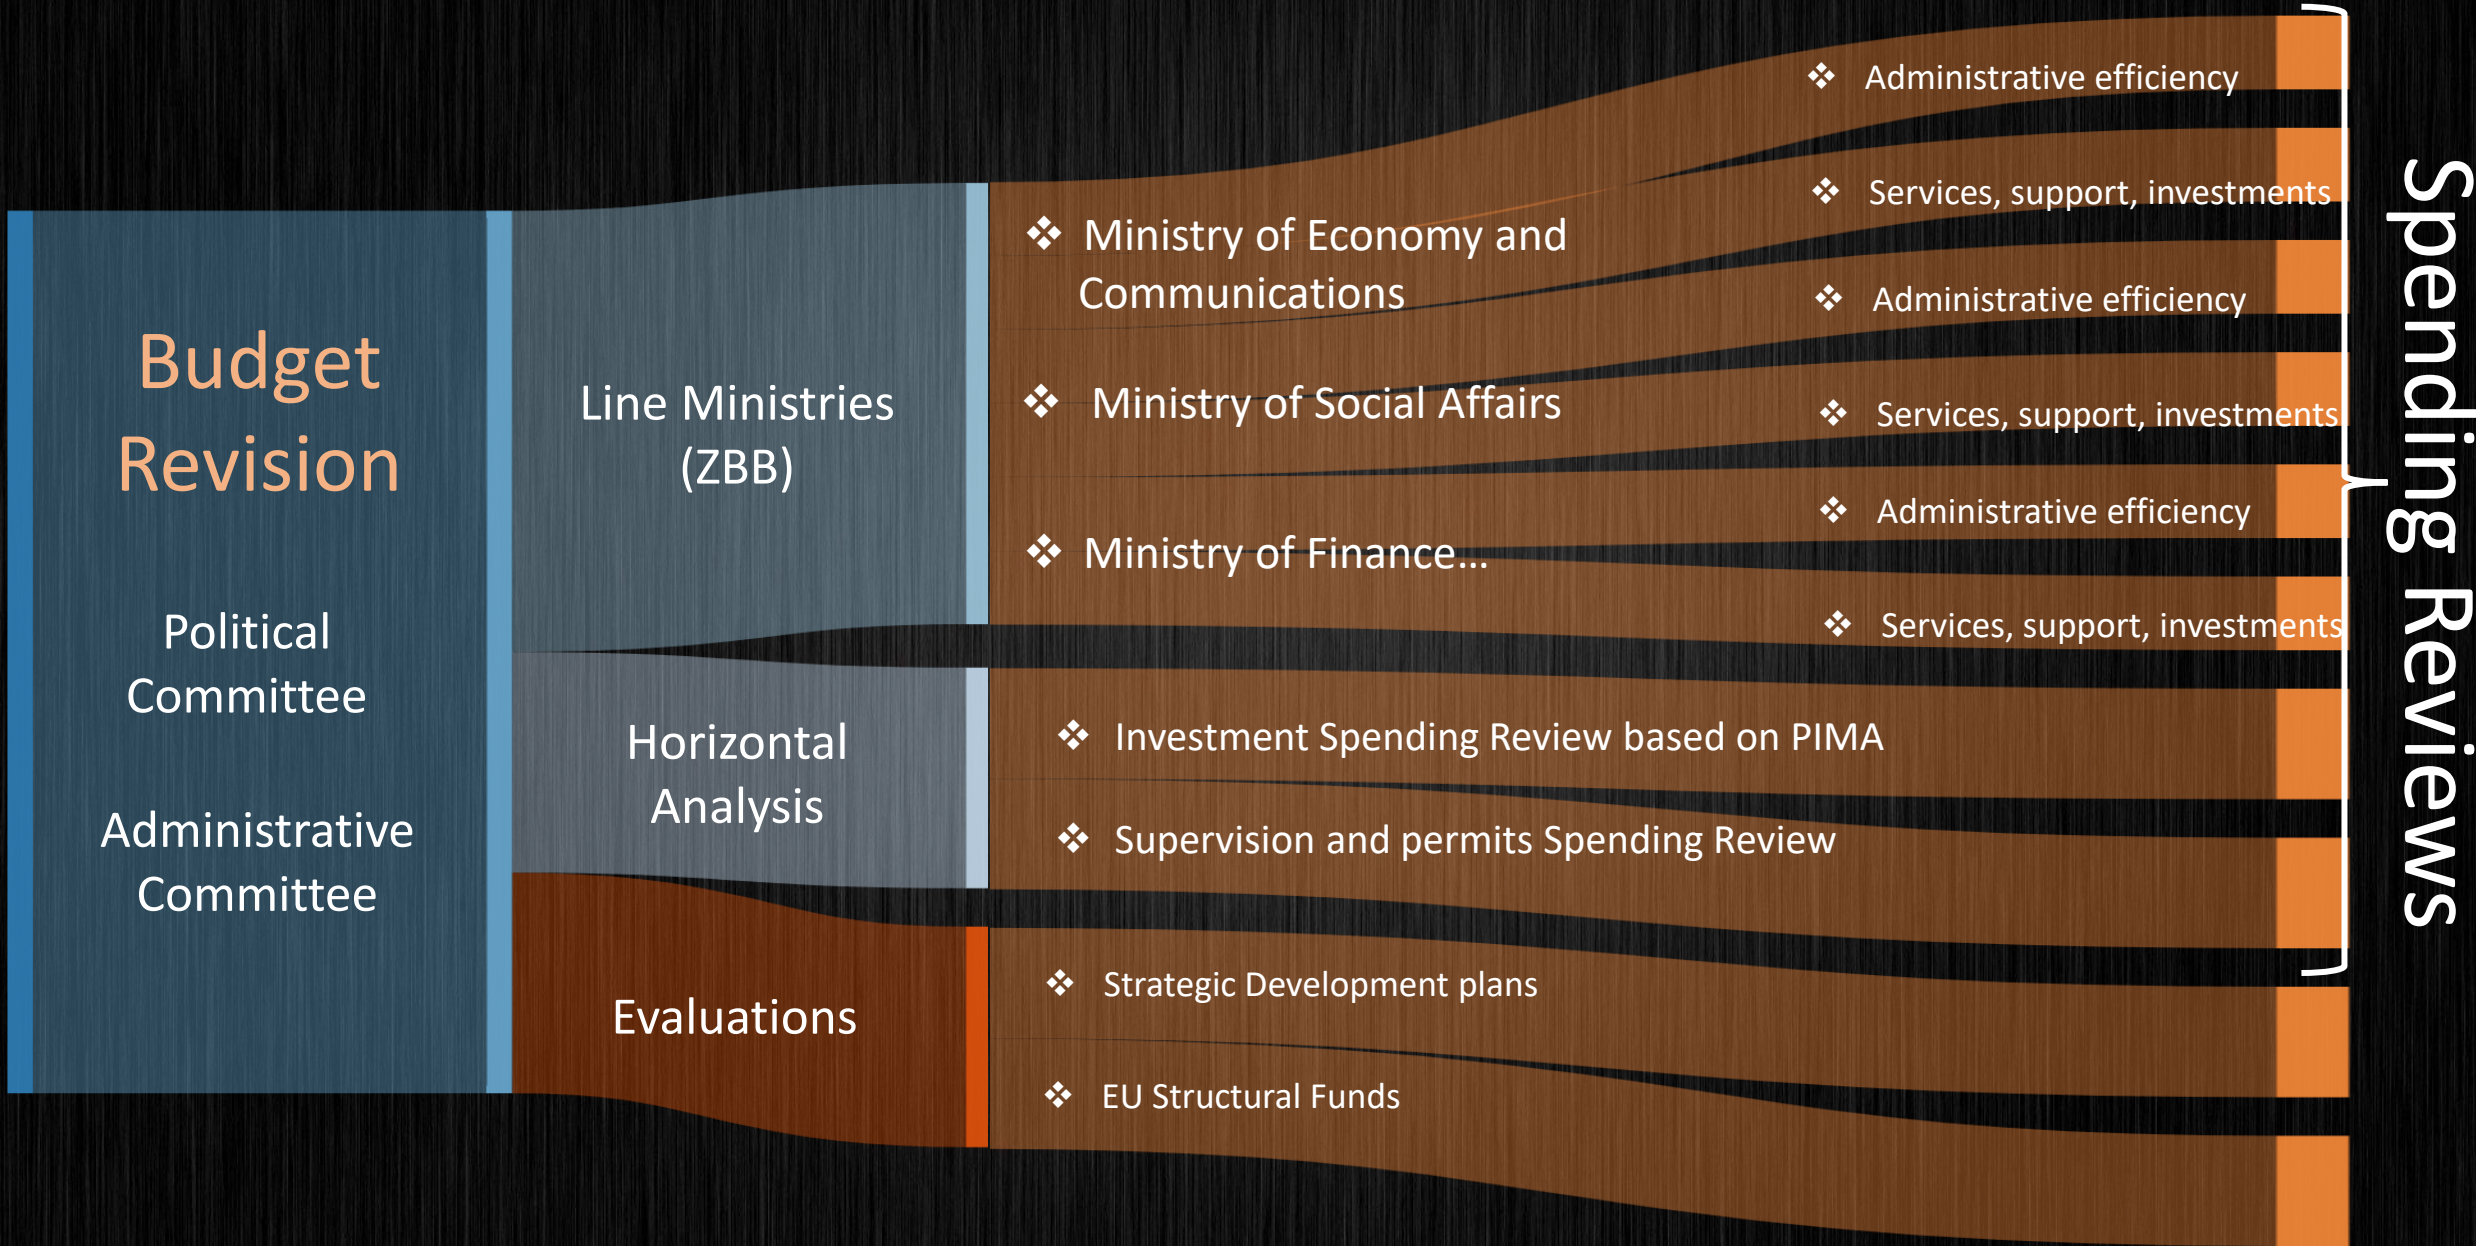 Budget
Revision
Political
Committee
Administrative
Committee
Line Ministries
(ZBB)
Horizontal
Analysis
Evaluations
❖ Ministry of Economy and
Communications
❖ Ministry of Social Affairs
❖ Ministry of Finance...
❖ Investment Spending Review based on PIMA
❖ Supervision and permits Spending Review
❖ Strategic Development plans
❖ EU Structural Funds
❖ Administrative efficiency
❖ Services, support, investments
❖ Administrative efficiency
❖ Services, support, investments
❖ Administrative efficiency
❖ Services, support, investments
Spending Reviews